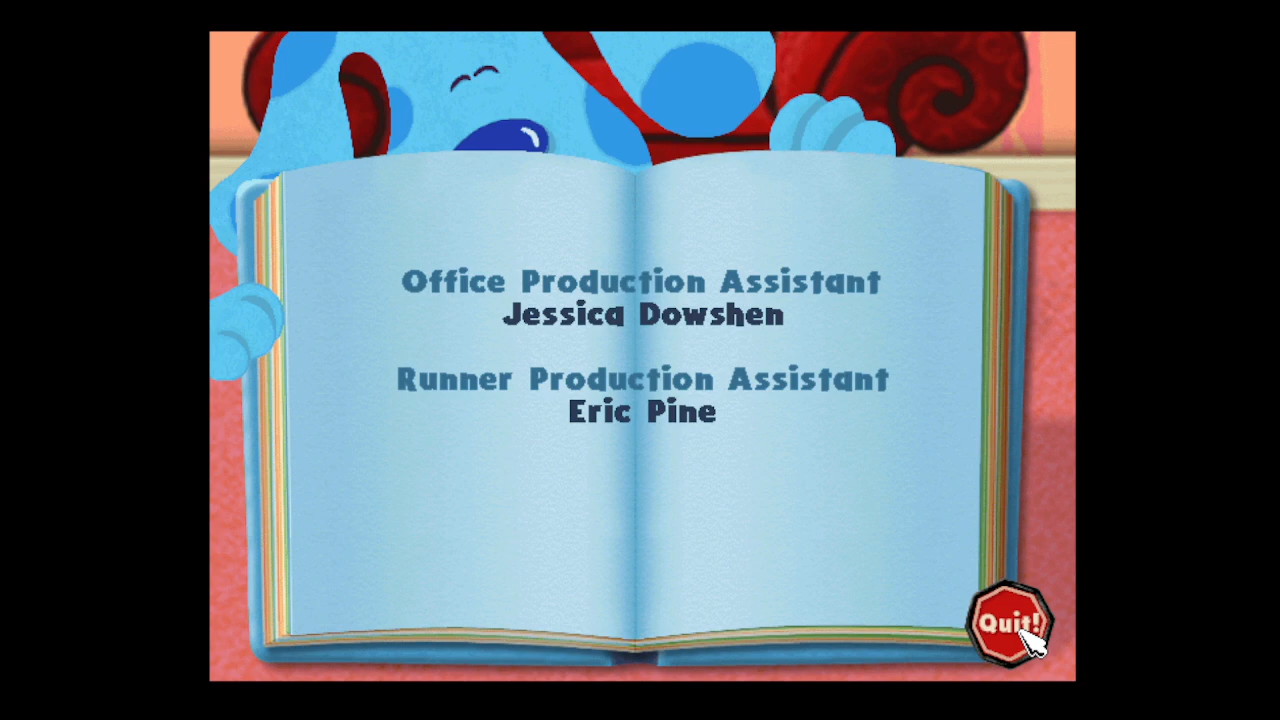 Office Production Assistant
Jessica Dowshen
Runner Production Assistant
Eric Pine
Quit!